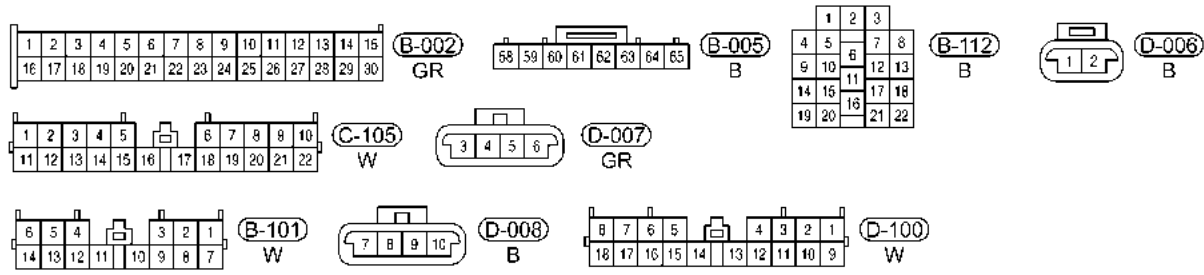 1 2 3 4 5 6 7 8 9 10 11 12 13 14 15
16 17 18 19 20 21 22 23 24 25 26 27 28 29 30
B-002
GR
58 59 60 61 62 63 64 65
B-005
B
1 2 3
4 5 6 7 8
9 10 11 12 13
14 15 16 17 18
19 20 21 22
B-112
B
1 2
D-006
B
1 2 3 4 5 6 7 8 9 10
11 12 13 14 15 16 17 18 19 20 21 22
C-105
W
3 4 5 6
D-007
GR
6 5 4 3 2 1
14 13 12 11 10 9 8 7
B-101
W
7 8 9 10
D-008
B
8 7 6 5 4 3 2 1
18 17 16 15 14 13 12 11 10 9
D-100
W